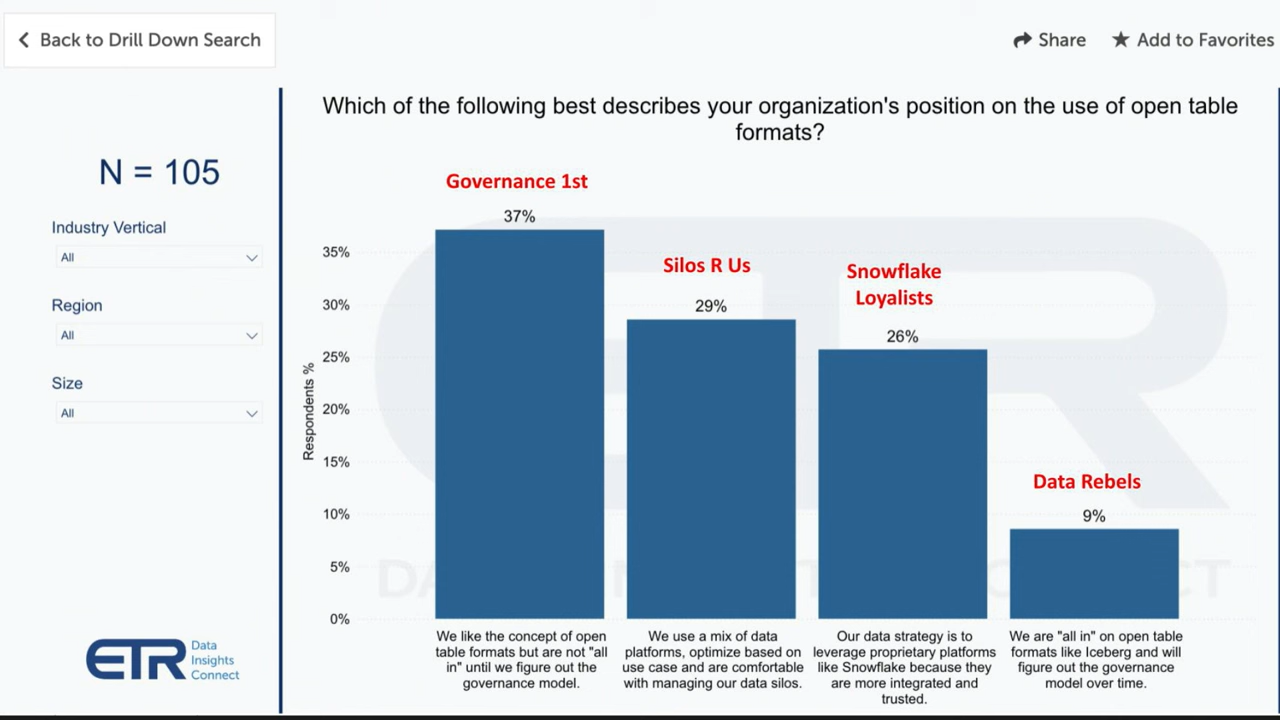 Back to Drill Down Search
Share
Add to Favorites
Which of the following best describes your organization's position on the use of open table
formats?
N = 105
Industry Vertical
All
Region
All
Size
All
Governance 1st
37%
Silos R Us
29%
Snowflake
Loyalists
26%
Data Rebels
9%
Respondents %
35%
30%
25%
20%
15%
10%
5%
0%
We like the concept of open
table formats but are not "all
in" until we figure out the
governance model.
We use a mix of data
platforms, optimize based on
use case and are comfortable
with managing our data silos.
Our data strategy is to
leverage proprietary platforms
like Snowflake because they
are more integrated and
trusted.
We are "all in" on open table
formats like Iceberg and will
figure out the governance
model over time.
ETR
Data
Insights
Connect
ETR